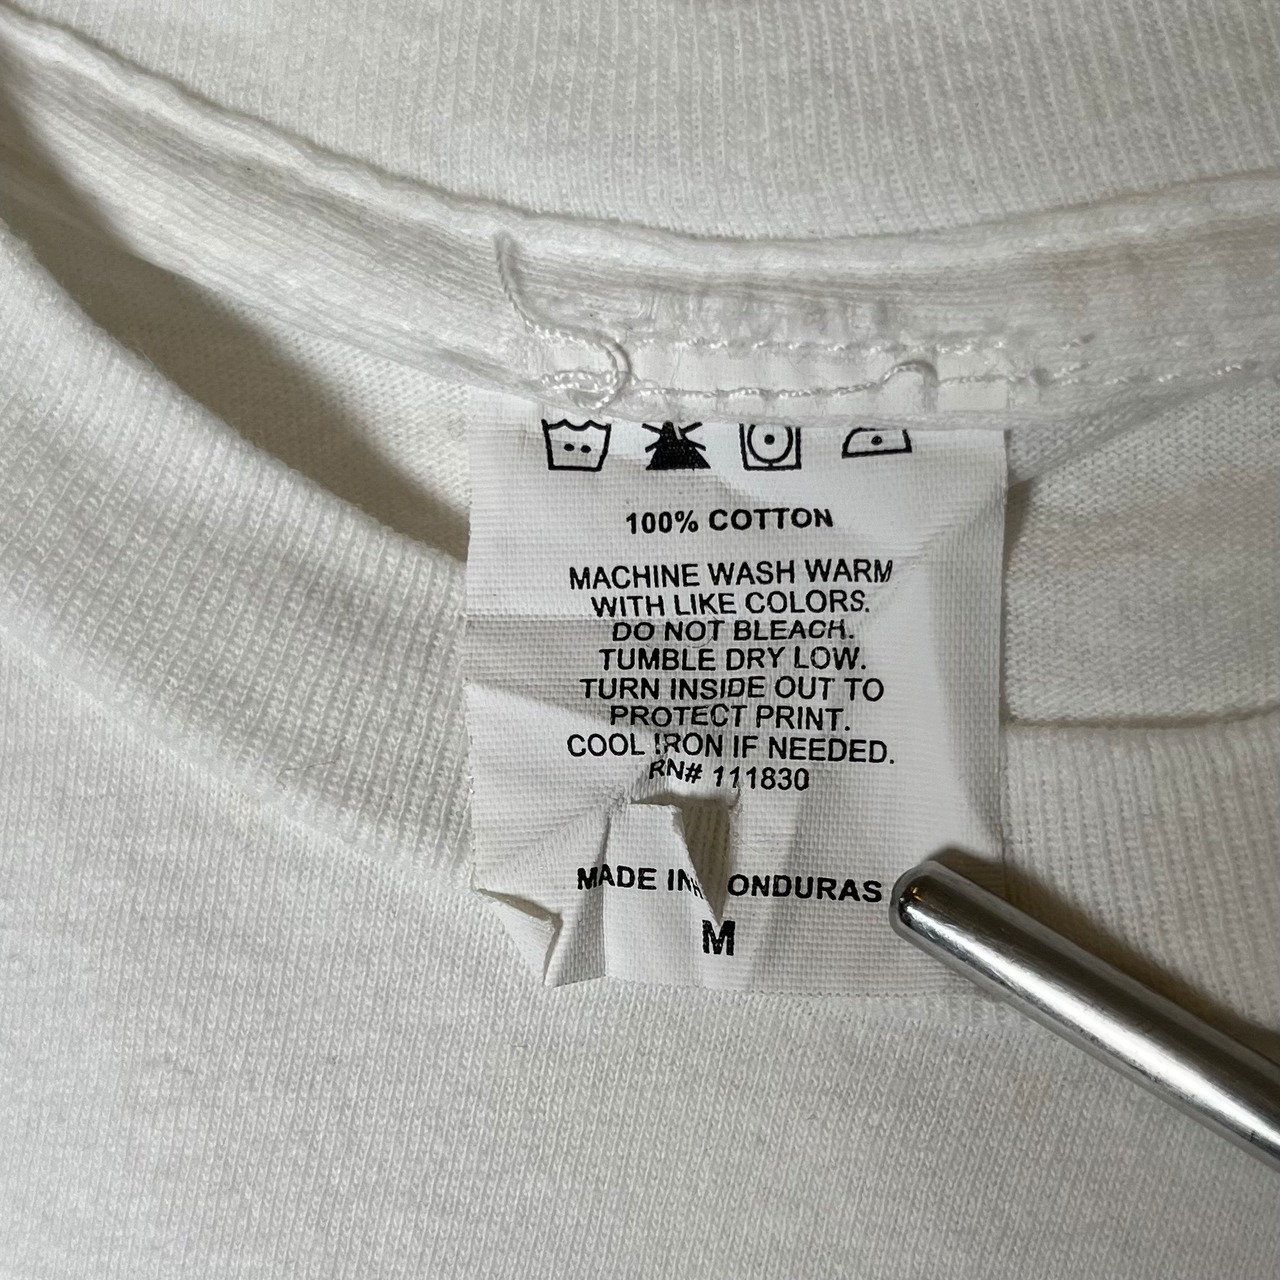 100% COTTON
MACHINE WASH WARM
WITH LIKE COLORS.
DO NOT BLEACH.
TUMBLE DRY LOW.
TURN INSIDE OUT TO
PROTECT PRINT.
COOL IRON IF NEEDED.
RN# 111830
MADE IN HONDURAS
M